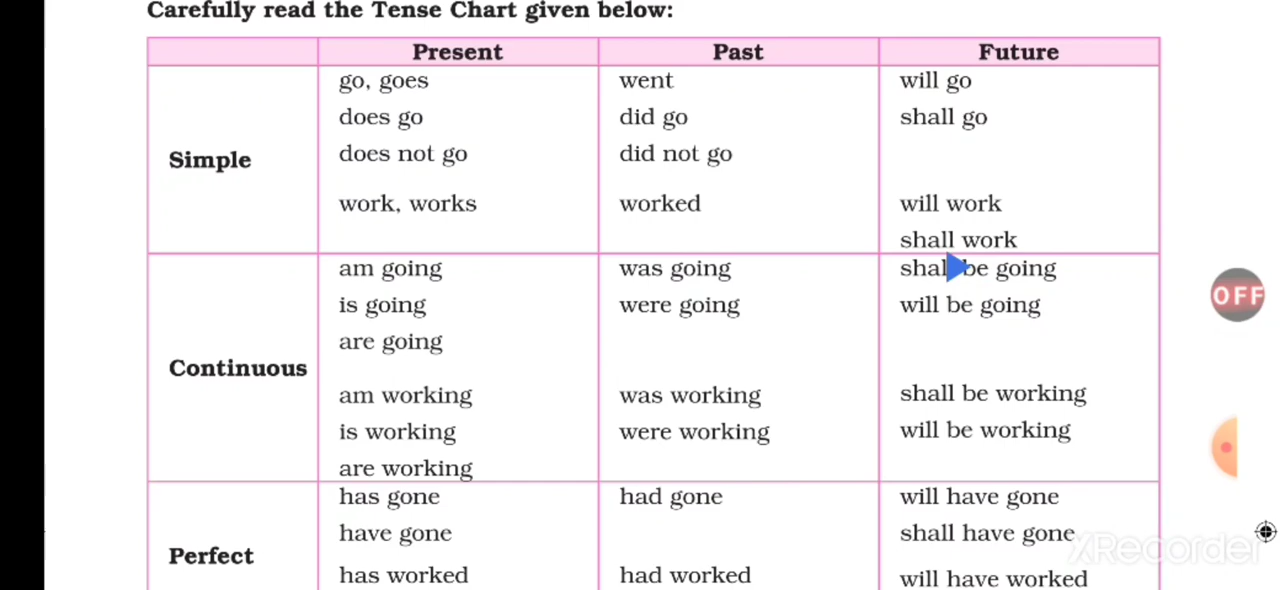 Carefully read the Tense Chart given below:
Present Past Future
Simple
go, goes went will go
does go did go shall go
does not go did not go
work, works worked will work
shall work
Continuous
am going was going shall be going
is going were going will be going
are going
am working was working shall be working
is working were working will be working
are working
Perfect
has gone had gone will have gone
have gone shall have gone
has worked had worked will have worked
OFF
XRecorder